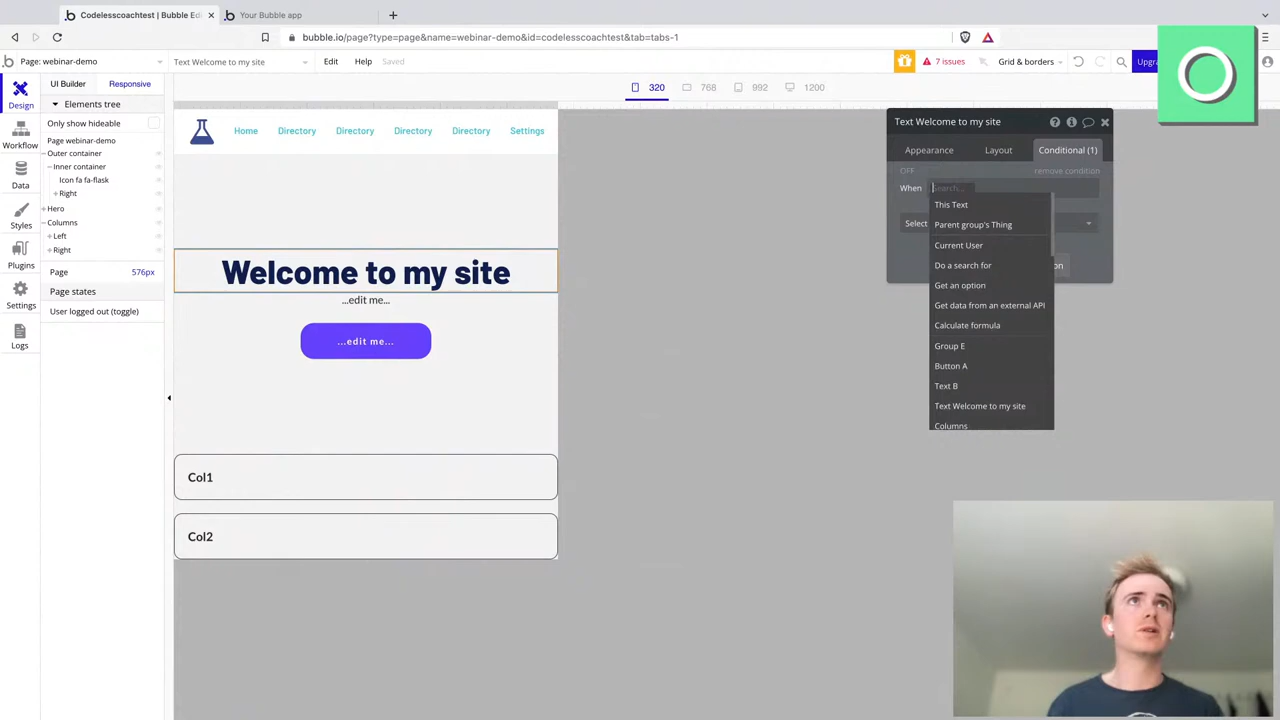 Codelesscoachtest | Bubble Ed
Your Bubble app
bubble.io/page?type=page&name=webinar-demo&id=codelesscoachtest&tab=tabs-1
Page: webinar-demo
Text Welcome to my site
Edit
Help
Saved
7 issues
Grid & borders
Upgra
Design
Workflow
Data
Styles
Plugins
Settings
Logs
UI Builder
Responsive
Elements tree
Only show hideable
Page webinar-demo
Outer container
Inner container
Icon fa fa-flask
Right
Hero
Columns
Left
Right
Page
576px
Page states
User logged out (toggle)
320
768
992
1200
Home
Directory
Directory
Directory
Directory
Settings
Welcome to my site
...edit me...
...edit me...
Col1
Col2
Text Welcome to my site
Appearance
Layout
Conditional (1)
OFF
remove condition
When
Search...
Select
on
This Text
Parent group's Thing
Current User
Do a search for
Get an option
Get data from an external API
Calculate formula
Group E
Button A
Text B
Text Welcome to my site
Columns